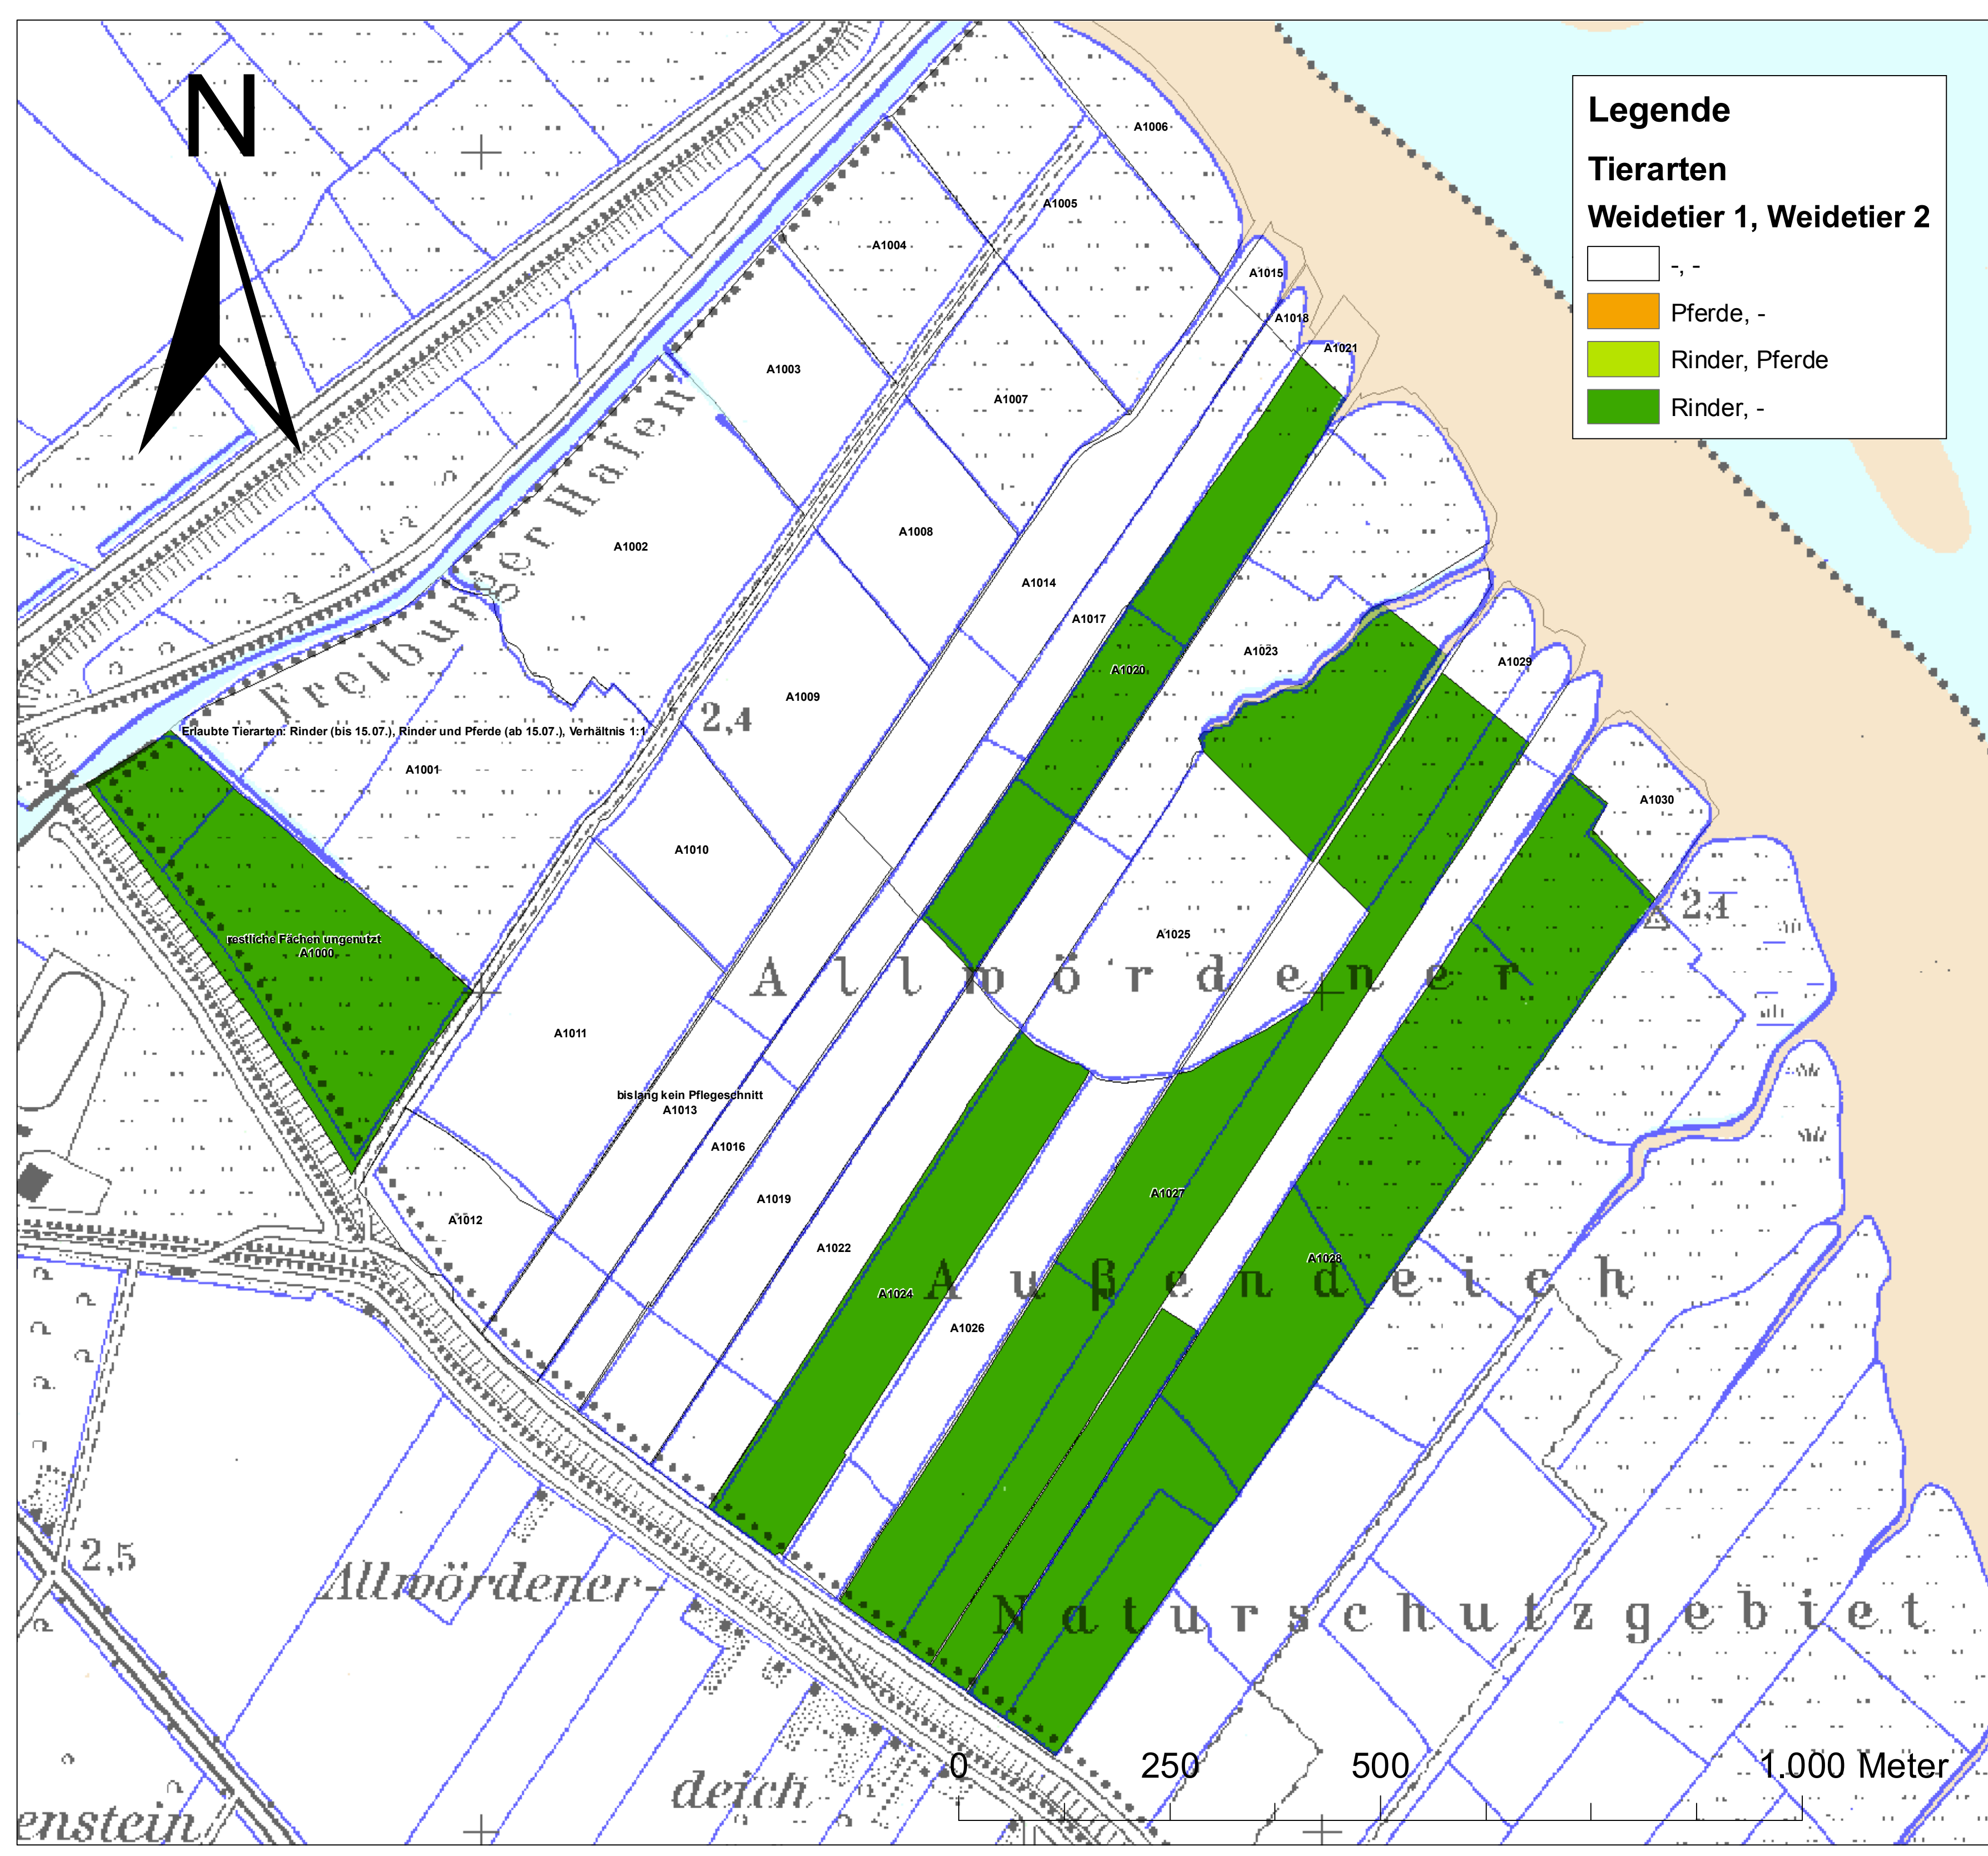 N
Legende
Tierarten
Weidetier 1, Weidetier 2
-, -
Pferde, -
Rinder, Pferde
Rinder, -
A1006
A1005
A1004
A1015
A1018
A1021
A1003
A1007
Freiburger Hafen
A1002
A1008
A1014
A1017
A1020
A1023
A1029
A1009
2,4
Erlaubte Tierarten: Rinder (bis 15.07.), Rinder und Pferde (ab 15.07.), Verhältnis 1:1
A1001
A1030
A1010
2,4
restliche Fächen ungenutzt
A1000
A1025
Allwördener
A1011
bislang kein Pflegeschnitt
A1013
A1016
A1027
A1019
A1012
A1022
A1028
Außendeich
A1024
A1026
2,5
Allwördener-
Naturschutzgebiet
deich
0 250 500 1.000 Meter
enstein